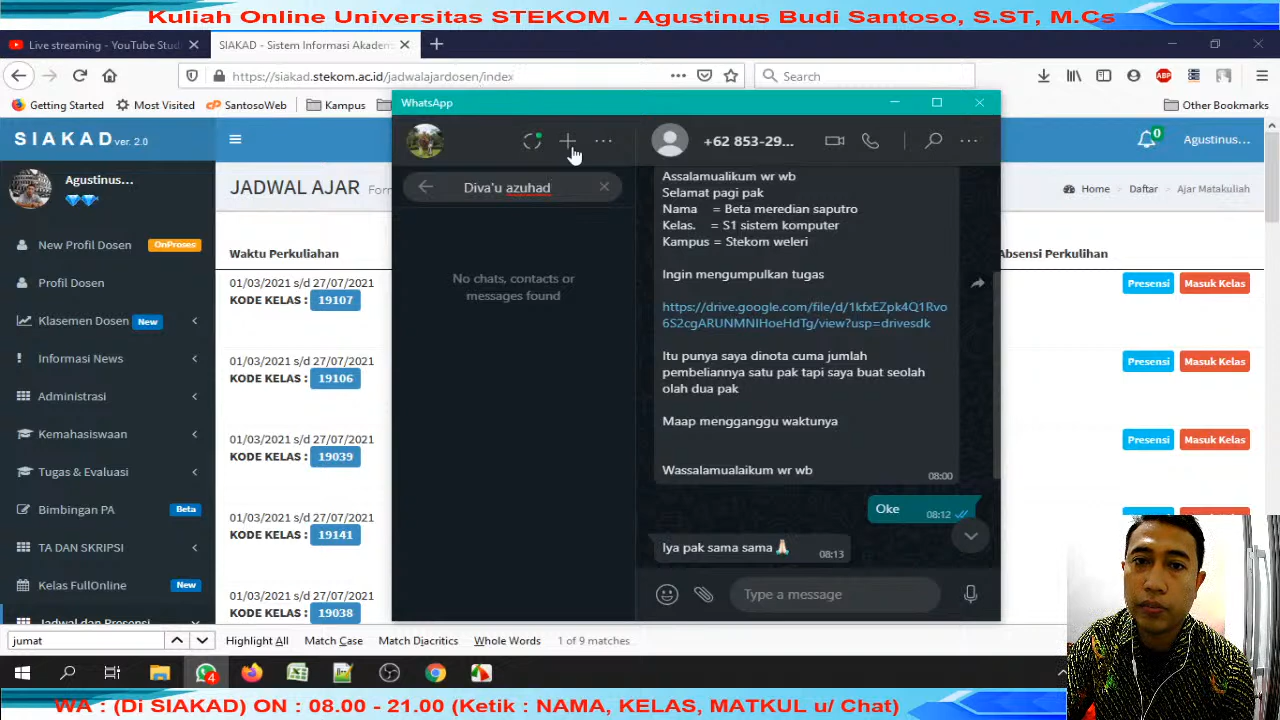 Kuliah Online Universitas STEKOM - Agustinus Budi Santoso, S.ST, M.Cs
Live streaming - YouTube Stud
SIAKAD - Sistem Informasi Akadem
https://siakad.stekom.ac.id/jadwalajardosen/index
Search
ABP
Getting Started
Most Visited
SantosoWeb
Kampus
Other Bookmarks
SIAKAD ver. 2.0
0
Agustinus...
Agustinus...
JADWAL AJAR
Home
Daftar
Ajar Matakuliah
New Profil Dosen OnProses
Profil Dosen
Klasemen Dosen New
Informasi News
Administrasi
Kemahasiswaan
Tugas & Evaluasi
Bimbingan PA Beta
TA DAN SKRIPSI
Kelas FullOnline New
Jadwal dan Presensi
Waktu Perkuliahan
Absensi Perkulihan
01/03/2021 s/d 27/07/2021
KODE KELAS : 19107
Presensi Masuk Kelas
01/03/2021 s/d 27/07/2021
KODE KELAS : 19106
Presensi Masuk Kelas
01/03/2021 s/d 27/07/2021
KODE KELAS : 19039
Presensi Masuk Kelas
01/03/2021 s/d 27/07/2021
KODE KELAS : 19141
01/03/2021 s/d 27/07/2021
KODE KELAS : 19038
WhatsApp
Diva'u azuhad
No chats, contacts or
messages found
+62 853-29...
Assalamualikum wr wb
Selamat pagi pak
Nama = Beta meredian saputro
Kelas. = S1 sistem komputer
Kampus = Stekom weleri
Ingin mengumpulkan tugas
https://drive.google.com/file/d/1kfxEZpk4Q1Rvo
6S2cgARUNMNIHoeHdTg/view?usp=drivesdk
Itu punya saya dinota cuma jumlah
pembeliannya satu pak tapi saya buat seolah
olah dua pak
Maap mengganggu waktunya
Wassalamualaikum wr wb
08:00
Oke
08:12
Iya pak sama sama🙏🏻
08:13
Type a message
jumat
Highlight All
Match Case
Match Diacritics
Whole Words
1 of 9 matches
4
WA : (Di SIAKAD) ON : 08.00 - 21.00 (Ketik : NAMA, KELAS, MATKUL u/ Chat)